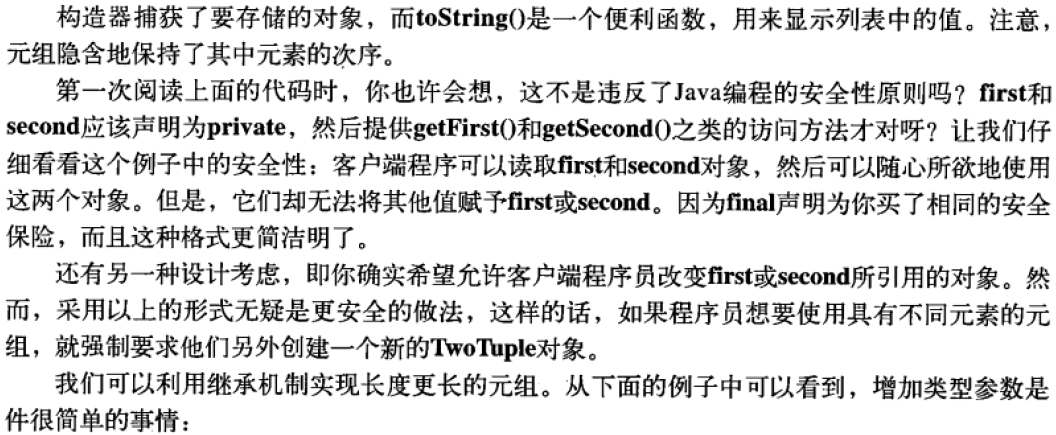 构造器捕获了要存储的对象，而toString()是一个便利函数，用来显示列表中的值。注意，
元组隐含地保持了其中元素的次序。
第一次阅读上面的代码时，你也许会想，这不是违反了Java编程的安全性原则吗？first和
second应该声明为private，然后提供getFirst()和getSecond()之类的访问方法才对呀？让我们仔
细看看这个例子中的安全性：客户端程序可以读取first和second对象，然后可以随心所欲地使用
这两个对象。但是，它们却无法将其他值赋予first或second。因为final声明为你买了相同的安全
保险，而且这种格式更简洁明了。
还有另一种设计考虑，即你确实希望允许客户端程序员改变first或second所引用的对象。然
而，采用以上的形式无疑是更安全的做法，这样的话，如果程序员想要使用具有不同元素的元
组，就强制要求他们另外创建一个新的TwoTuple对象。
我们可以利用继承机制实现长度更长的元组。从下面的例子中可以看到，增加类型参数是
件很简单的事情：